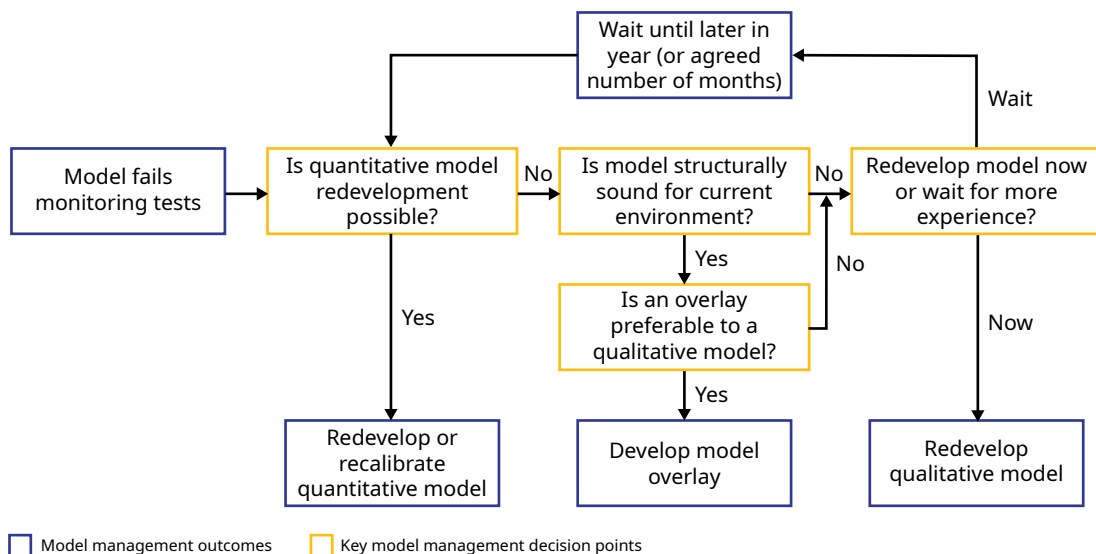 Wait until later in
year (or agreed
number of months)
Wait
Model fails
monitoring tests
Is quantitative model
redevelopment
possible?
No
Is model structurally
sound for current
environment?
No
Redevelop model now
or wait for more
experience?
Yes
No
Is an overlay
preferable to a
qualitative model?
Yes
Now
Yes
Redevelop or
recalibrate
quantitative model
Develop model
overlay
Redevelop
qualitative model
Model management outcomes
Key model management decision points